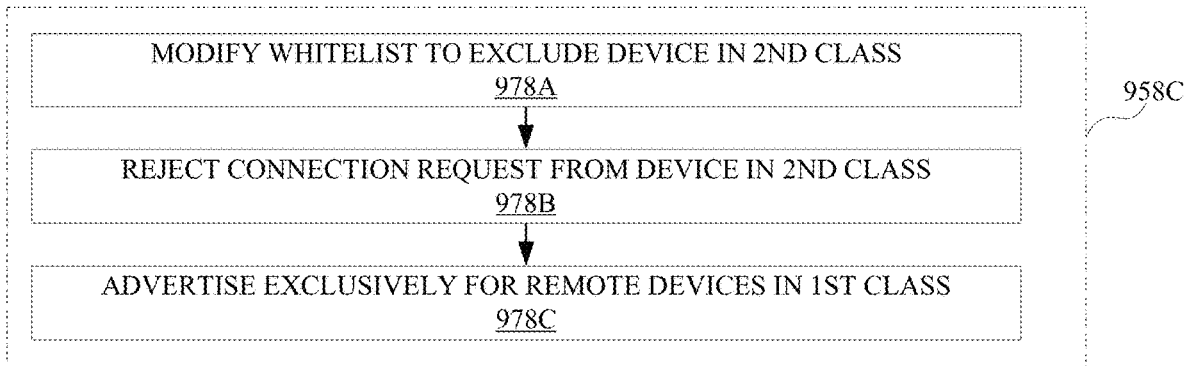 MODIFY WHITELIST TO EXCLUDE DEVICE IN 2ND CLASS
978A
958C
REJECT CONNECTION REQUEST FROM DEVICE IN 2ND CLASS
978B
ADVERTISE EXCLUSIVELY FOR REMOTE DEVICES IN 1ST CLASS
978C